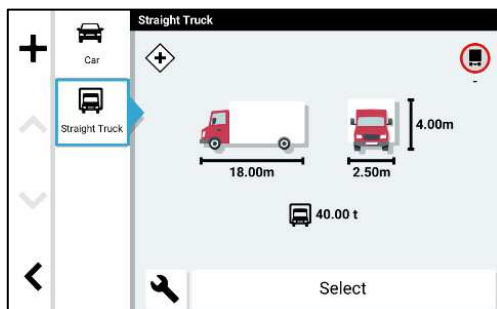 Straight Truck
Car
Straight Truck
-
4.00m
18.00m
2.50m
40.00 t
Select